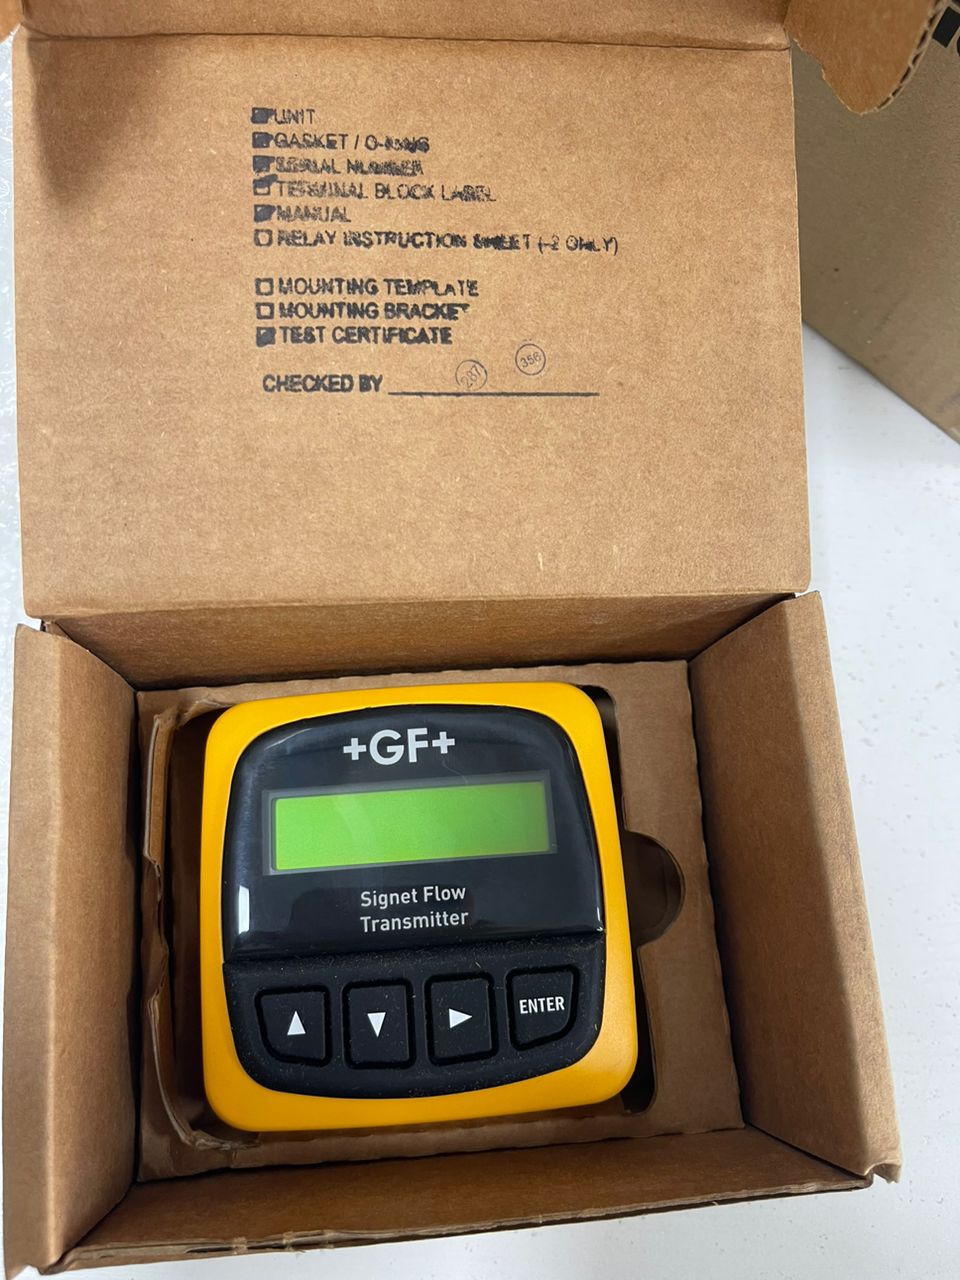 UNIT
GASKET / O-RING
SERIAL NUMBER
TERMINAL BLOCK LABEL
MANUAL
RELAY INSTRUCTION SHEET (-2 ONLY)
MOUNTING TEMPLATE
MOUNTING BRACKET
TEST CERTIFICATE
356
CHECKED BY 287
+GF+
Signet Flow
Transmitter
ENTER